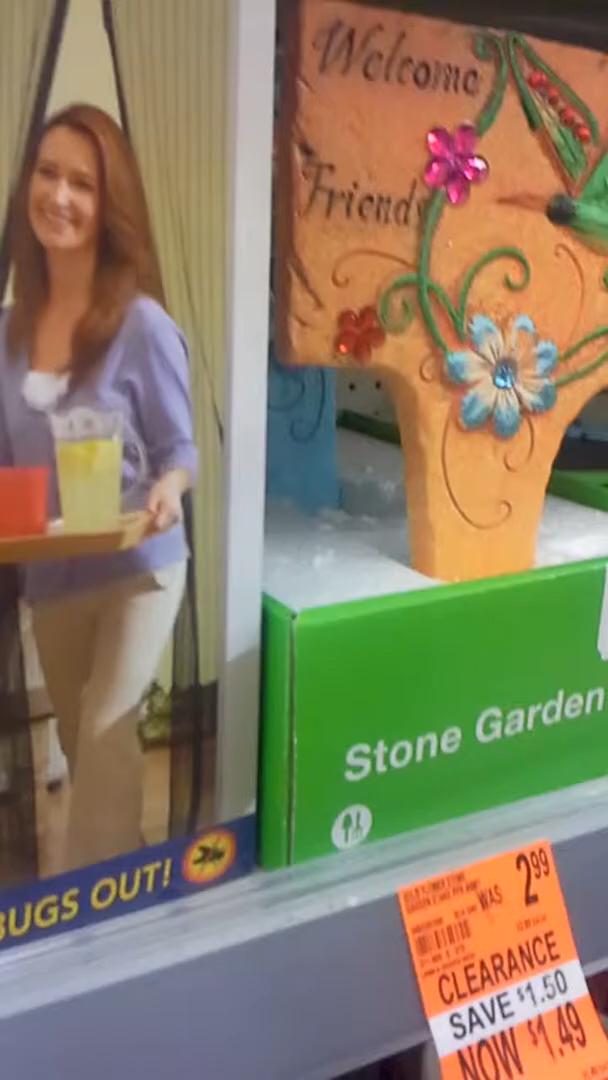 Welcome
Friends
Stone Garden
BUGS OUT!
WAS 2.99
CLEARANCE
SAVE $1.50
NOW $1.49